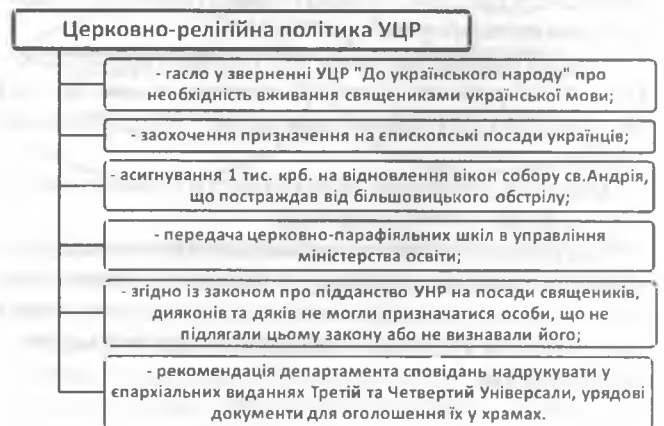 Церковно-релігійна політика УЦР
- гасло у зверненні УЦР "До українського народу" про
необхідність вживання священиками української мови;
- заохочення призначення на єпископські посади українців;
- асигнування 1 тис. крб. на відновлення вікон собору св.Андрія,
що постраждав від більшовицького обстрілу;
- передача церковно-парафіяльних шкіл в управління
міністерства освіти;
- згідно із законом про підданство УНР на посади священиків,
дияконів та дяків не могли призначатися особи, що не
підлягали цьому закону або не визнавали його;
- рекомендація департамента сповідань надрукувати у
єпархіальних виданнях Третій та Четвертий Універсали, урядові
документи для оголошення їх у храмах.